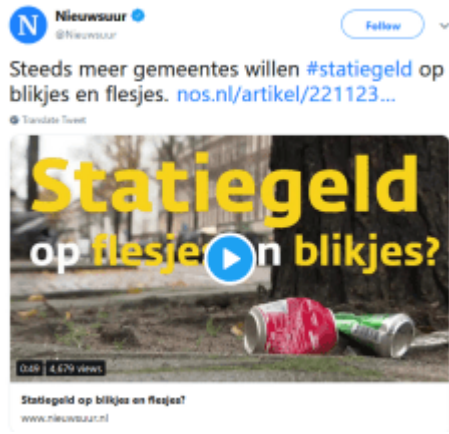 Nieuwsuur
@Nieuwsuur
Follow
Steeds meer gemeentes willen #statiegeld op
blikjes en flesjes. nos.nl/artikel/221123...
Translate Tweet
Statiegeld
op flesjes en blikjes?
0:49 4,679 views
Statiegeld op blikjes en flesjes?
www.nieuwsuur.nl